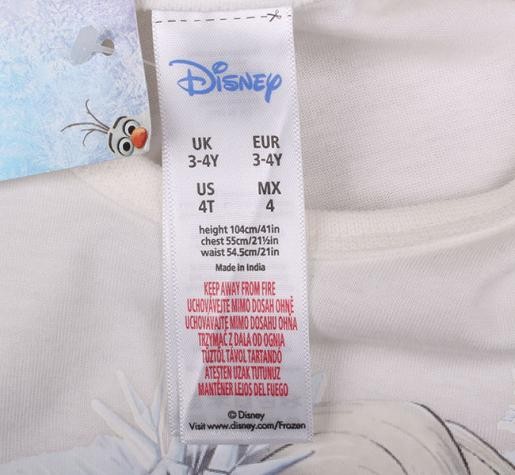 Disney
UK EUR
3-4Y 3-4Y
US MX
4T 4
height 104cm/41in
chest 55cm/21½in
waist 54.5cm/21in
Made in India
KEEP AWAY FROM FIRE
UCHOVÁVEJTE MIMO DOSAH OHNĚ
UCHOVÁVAJTE MIMO DOSAHU OHŇA
TRZYMAĆ Z DALA OD OGNIA
TŰZTŐL TÁVOL TARTANDÓ
ATEŞTEN UZAK TUTUNUZ
MANTENER LEJOS DEL FUEGO
© Disney
Visit www.disney.com/Frozen